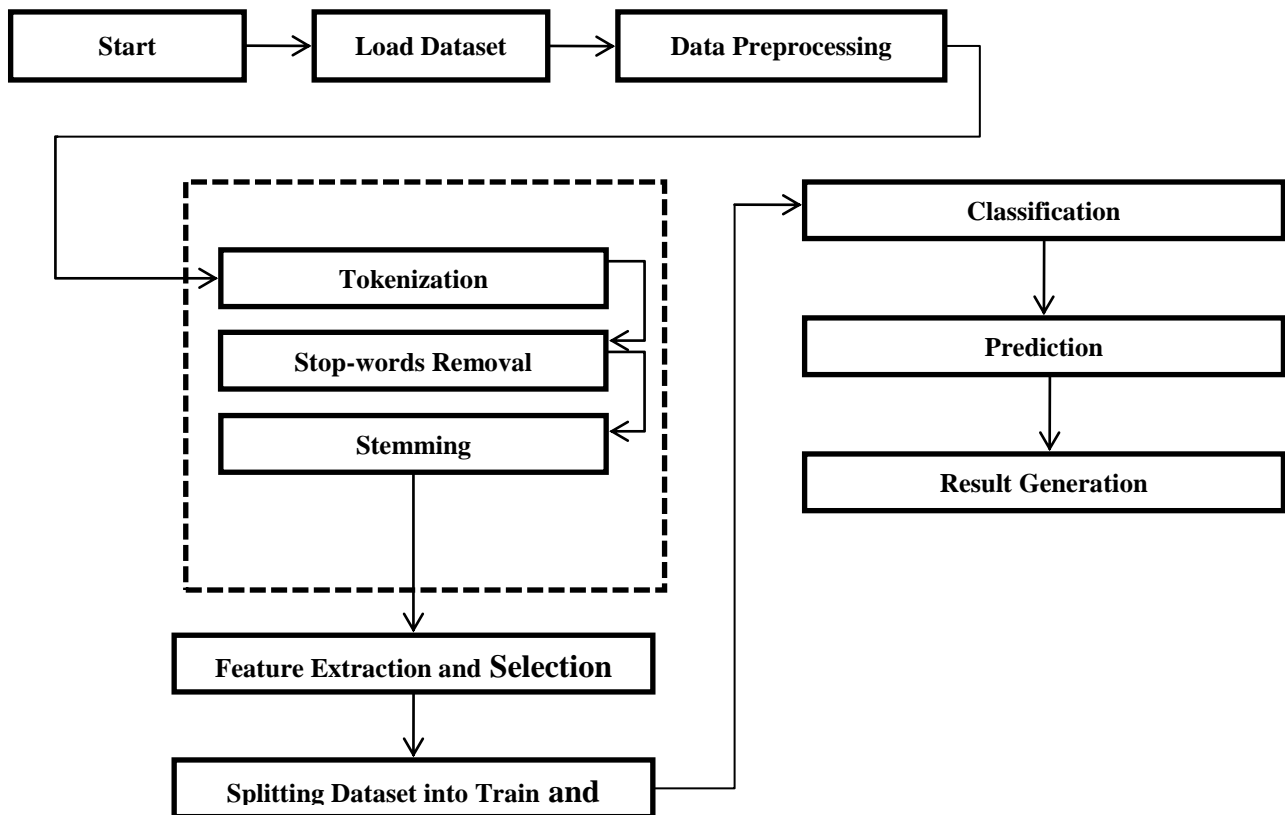 Start
Load Dataset
Data Preprocessing
Tokenization
Stop-words Removal
Stemming
Feature Extraction and Selection
Splitting Dataset into Train and
Classification
Prediction
Result Generation